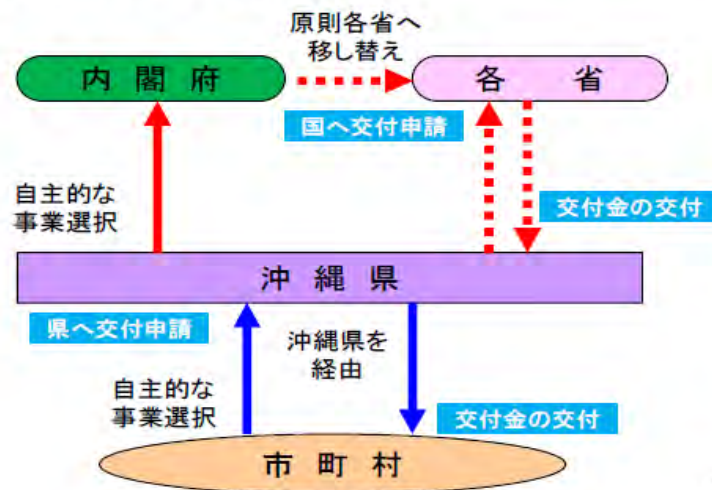 原則各省へ
移し替え
内閣府
各省
国へ交付申請
自主的な
事業選択
交付金の交付
沖縄県
県へ交付申請
沖縄県を
経由
自主的な
事業選択
交付金の交付
市町村